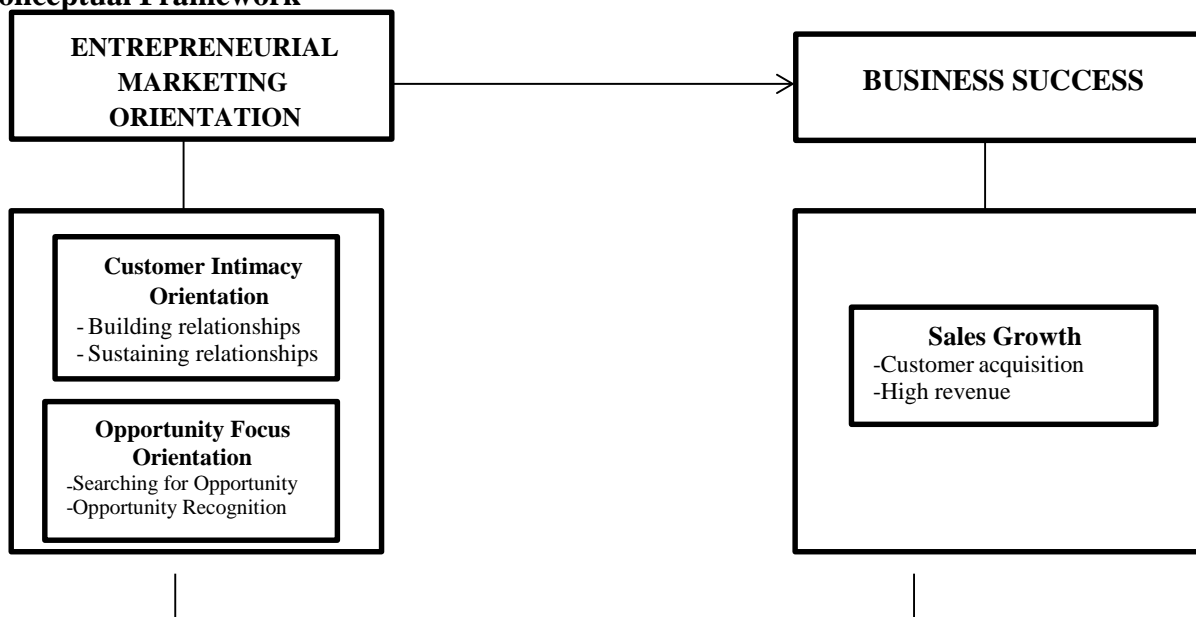 onceptual Framework
ENTREPRENEURIAL
MARKETING
ORIENTATION
BUSINESS SUCCESS
Customer Intimacy
Orientation
- Building relationships
- Sustaining relationships
Opportunity Focus
Orientation
-Searching for Opportunity
-Opportunity Recognition
Sales Growth
-Customer acquisition
-High revenue